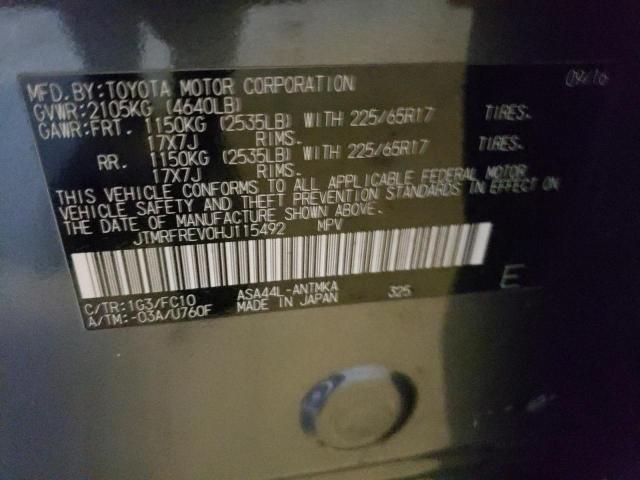 MFD.BY:TOYOTA MOTOR CORPORATION 09/16
GVWR:2105KG (4640LB)
GAWR:FRT. 1150KG (2535LB) WITH 225/65R17 TIRES.
17X7J RIMS.
RR. 1150KG (2535LB) WITH 225/65R17 TIRES.
17X7J RIMS.
THIS VEHICLE CONFORMS TO ALL APPLICABLE FEDERAL MOTOR
VEHICLE SAFETY AND THEFT PREVENTION STANDARDS IN EFFECT ON
THE DATE OF MANUFACTURE SHOWN ABOVE.
JTMRFREV0HJ115492 MPV
C/TR:1G3/FC10 ASA44L-ANTMKA 325 E
A/TM:-03A/U760F MADE IN JAPAN